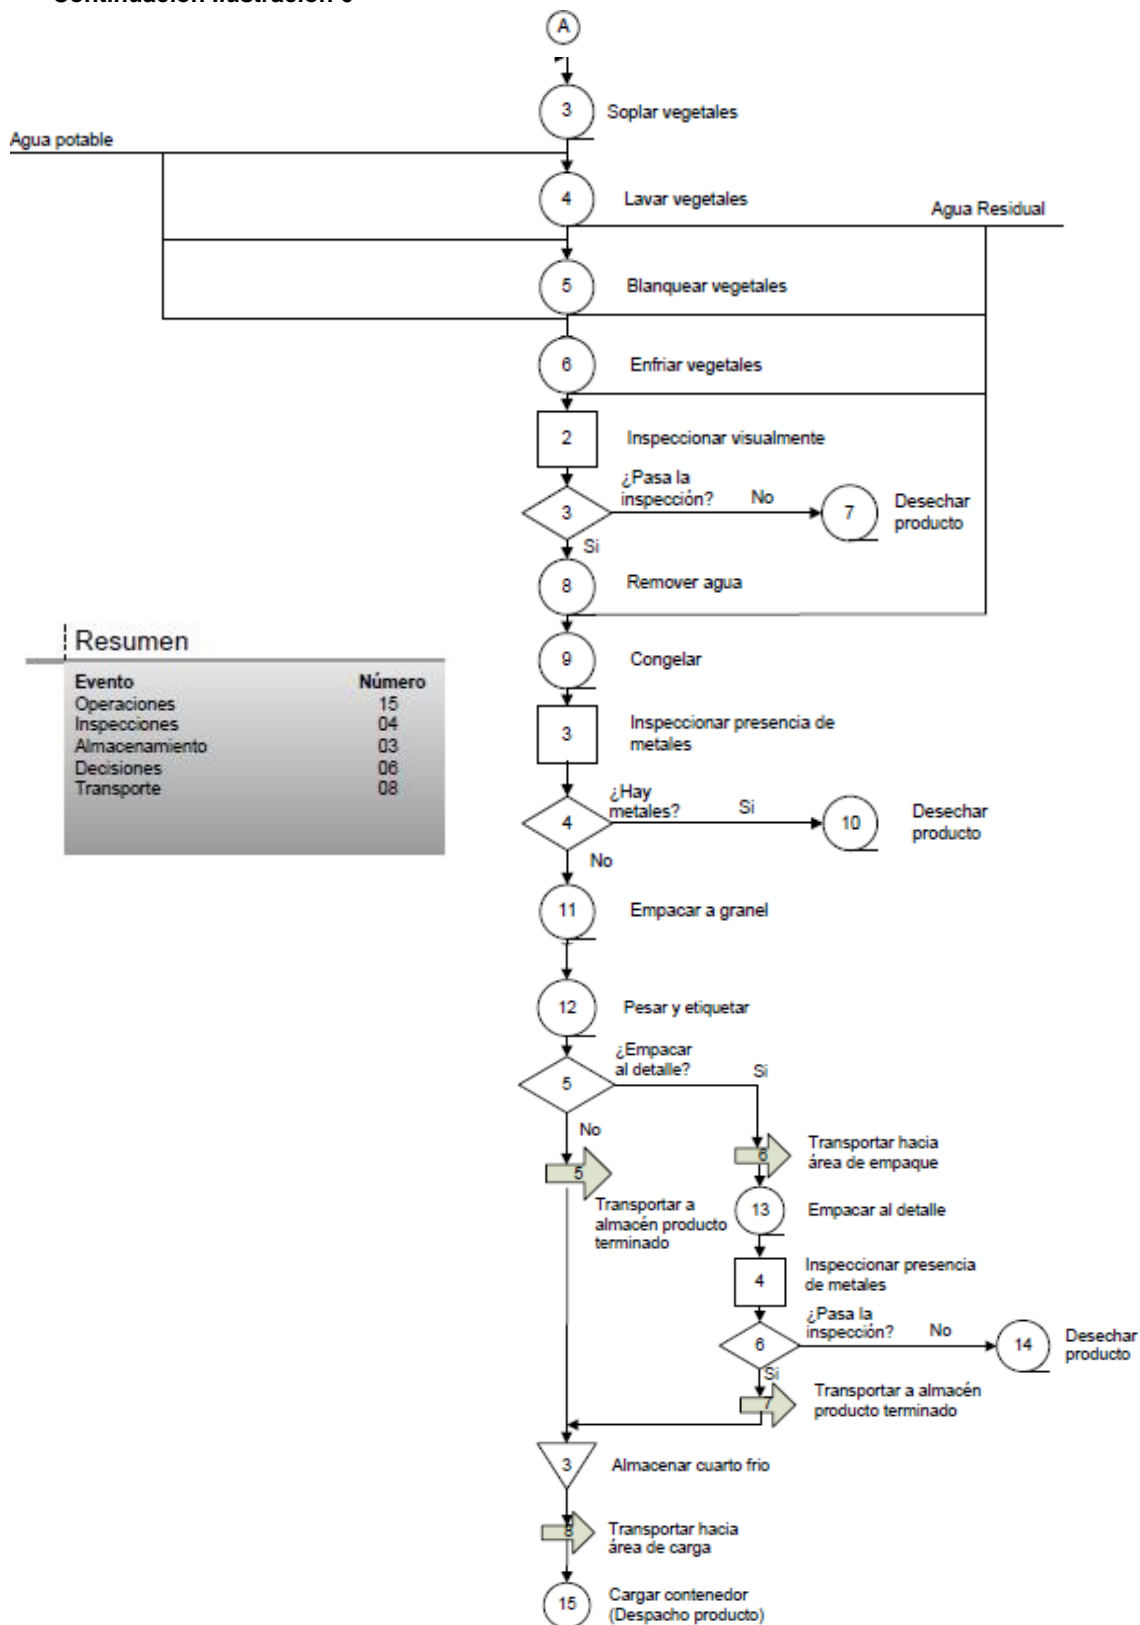 Continuación Ilustración
A
3 Soplar vegetales
Agua potable
4 Lavar vegetales
Agua Residual
5 Blanquear vegetales
6 Enfriar vegetales
2 Inspeccionar visualmente
¿Pasa la
inspección? No
3
7
Desechar
producto
Si
8 Remover agua
Resumen
Evento Número
Operaciones 15
Inspecciones 04
Almacenamiento 03
Decisiones 06
Transporte 08
9 Congelar
3
Inspeccionar presencia de
metales
¿Hay
metales? Si
4
10
Desechar
producto
No
11 Empacar a granel
12 Pesar y etiquetar
¿Empacar
al detalle? Si
5
No
5
Transportar a
almacén producto
terminado
6
Transportar hacia
área de empaque
13 Empacar al detalle
4
Inspeccionar presencia
de metales
¿Pasa la
inspección? No
6
14
Desechar
producto
Si
7
Transportar a almacén
producto terminado
3 Almacenar cuarto frio
8
Transportar hacia
área de carga
15
Cargar contenedor
(Despacho producto)